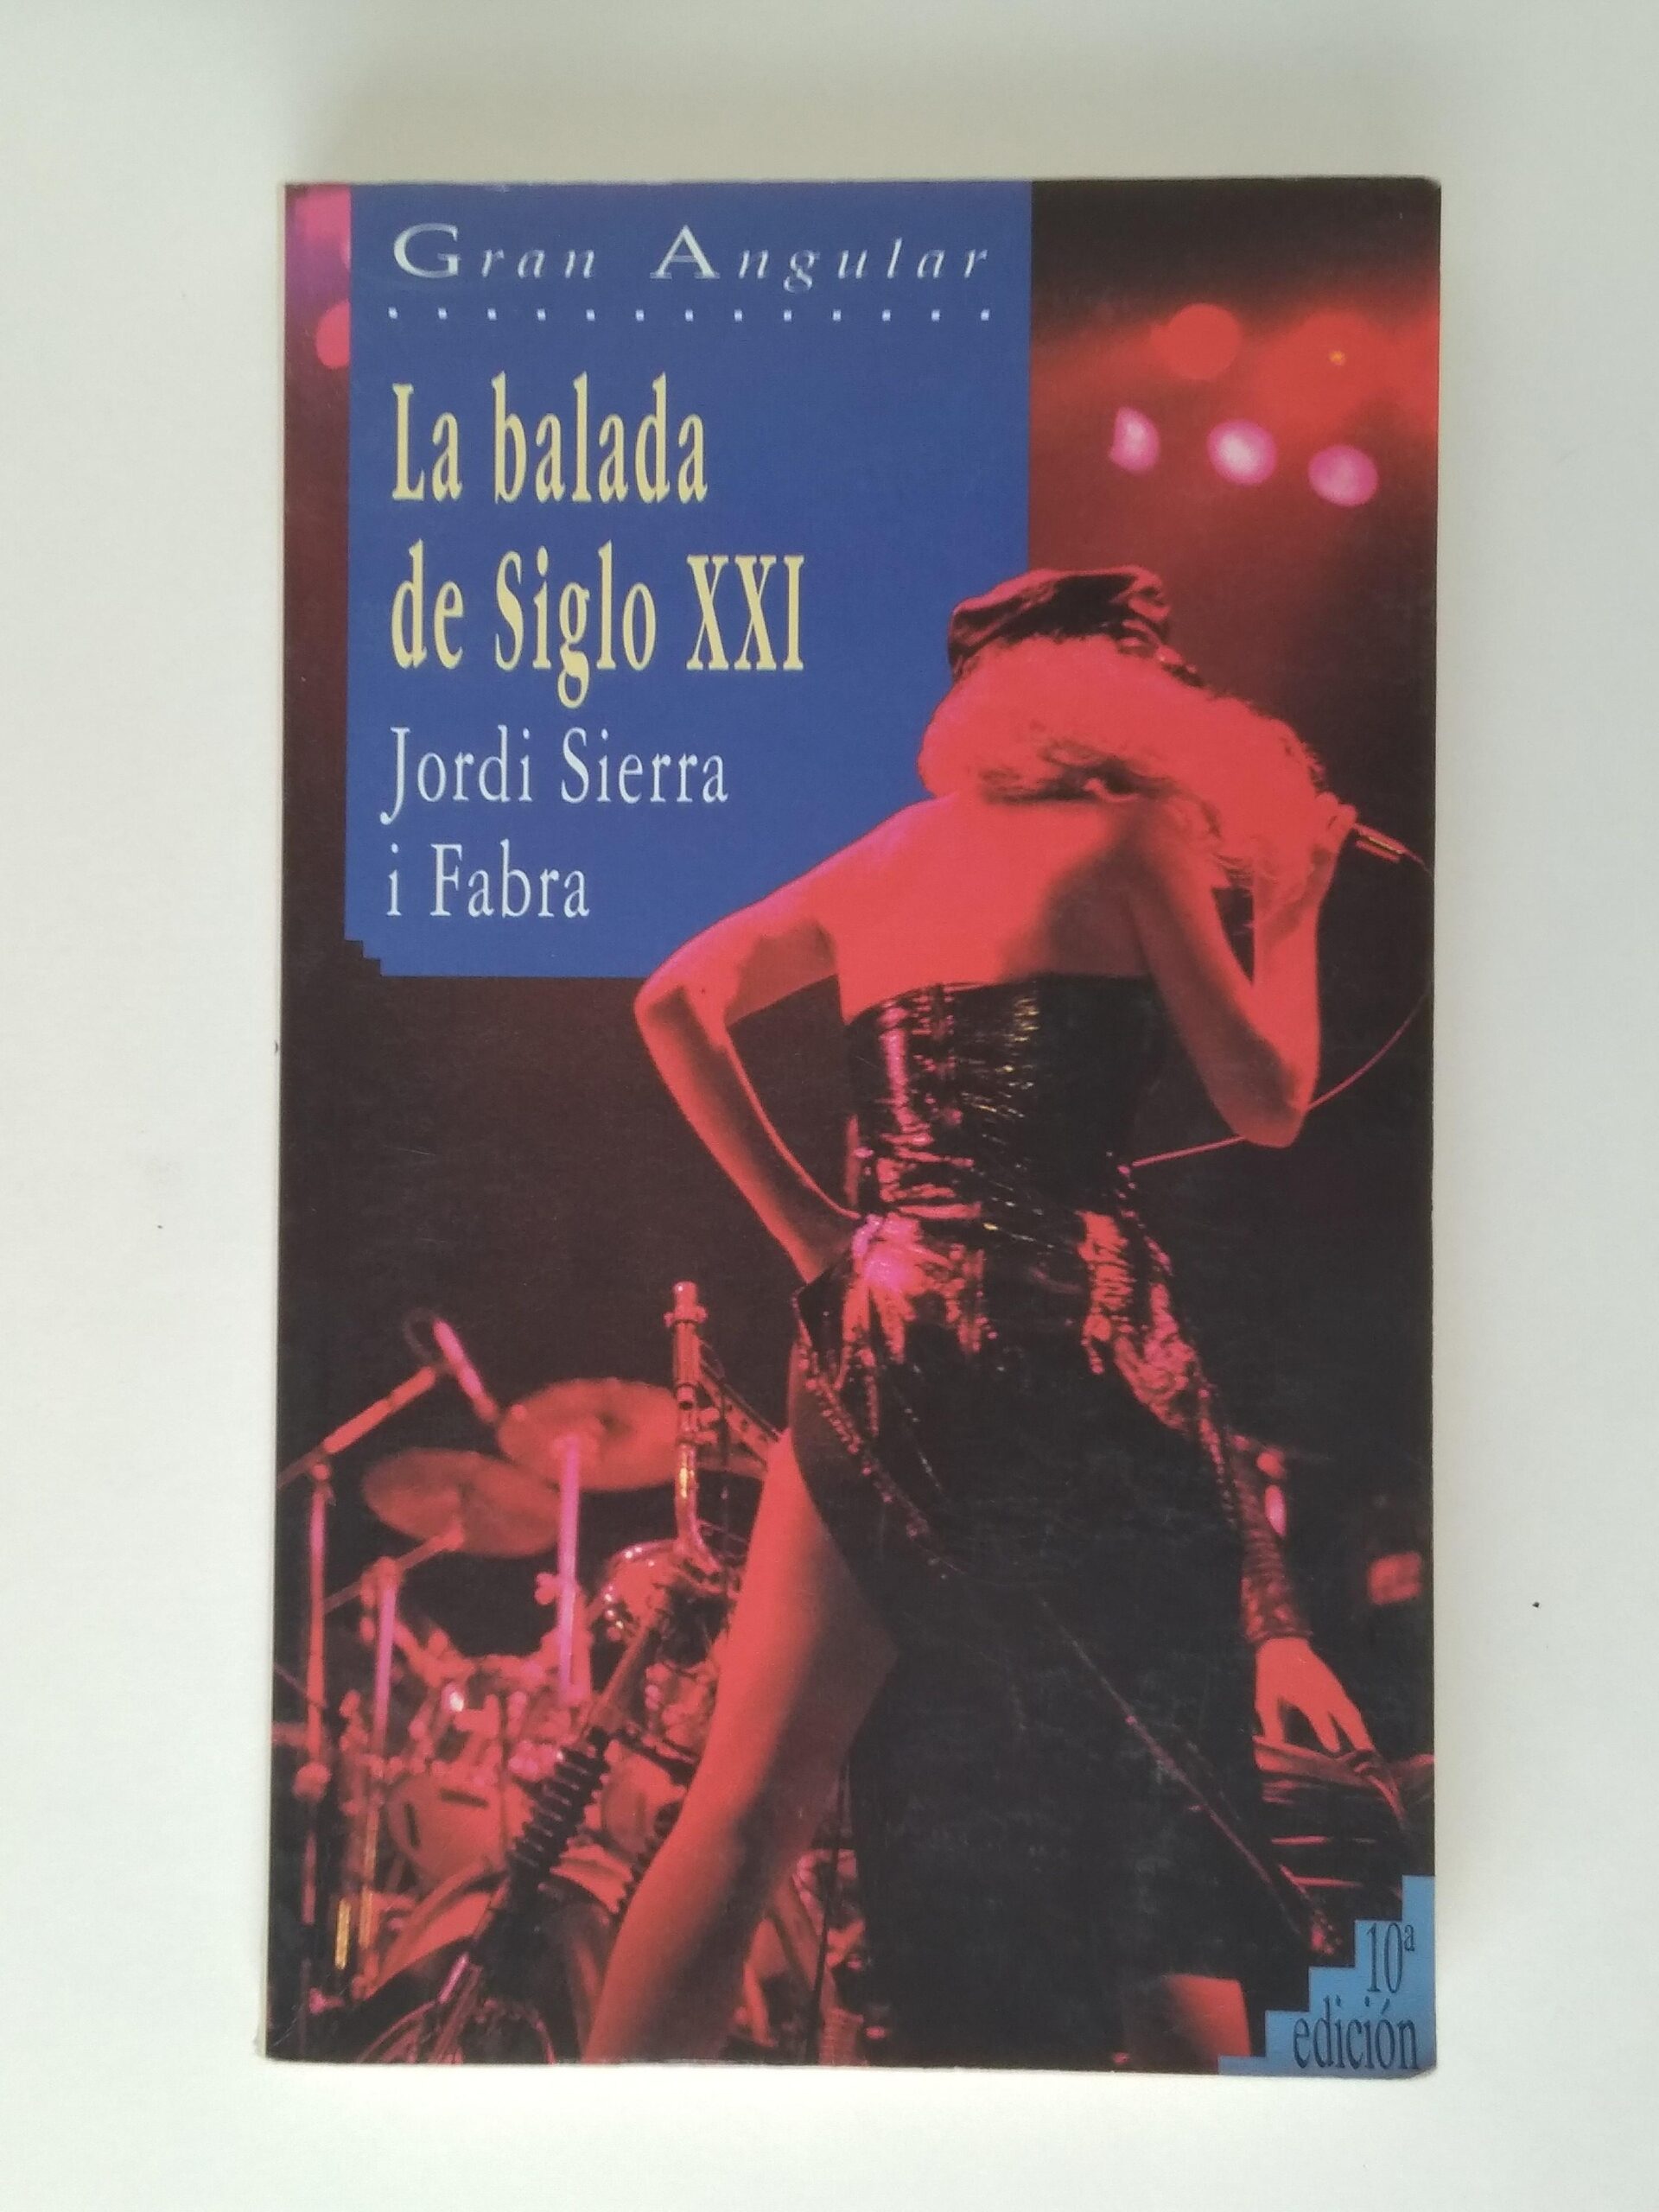 Gran Angular
La balada
de Siglo XXI
Jordi Sierra
i Fabra
10ª
edición